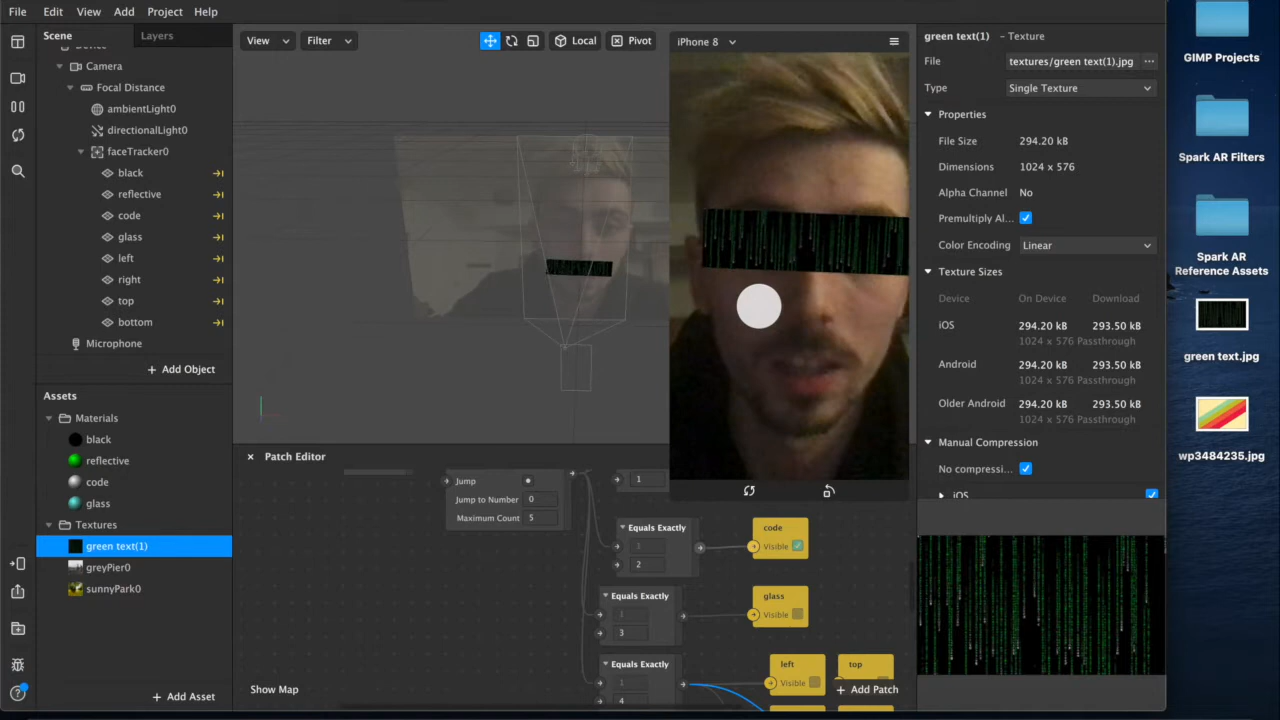 File Edit View Add Project Help
Scene Layers
Camera
Focal Distance
ambientLight0
directionalLight0
faceTracker0
black
reflective
code
glass
left
right
top
bottom
Microphone
+ Add Object
Assets
Materials
black
reflective
code
glass
Textures
green text(1)
greyPier0
sunnyPark0
+ Add Asset
View Filter Local Pivot
iPhone 8
Patch Editor
Jump
Jump to Number 0
Maximum Count 5
1
Equals Exactly
2
code
Visible
Equals Exactly
3
glass
Visible
Equals Exactly
4
left
Visible
top
Show Map
+ Add Patch
green text(1) – Texture
File textures/green text(1).jpg ···
Type Single Texture
Properties
File Size 294.20 kB
Dimensions 1024 x 576
Alpha Channel No
Premultiply Al...
Color Encoding Linear
Texture Sizes
Device On Device Download
iOS 294.20 kB 293.50 kB
1024 x 576 Passthrough
Android 294.20 kB 293.50 kB
1024 x 576 Passthrough
Older Android 294.20 kB 293.50 kB
1024 x 576 Passthrough
Manual Compression
No compressi...
iOS
GIMP Projects
Spark AR Filters
Spark AR
Reference Assets
green text.jpg
wp3484235.jpg